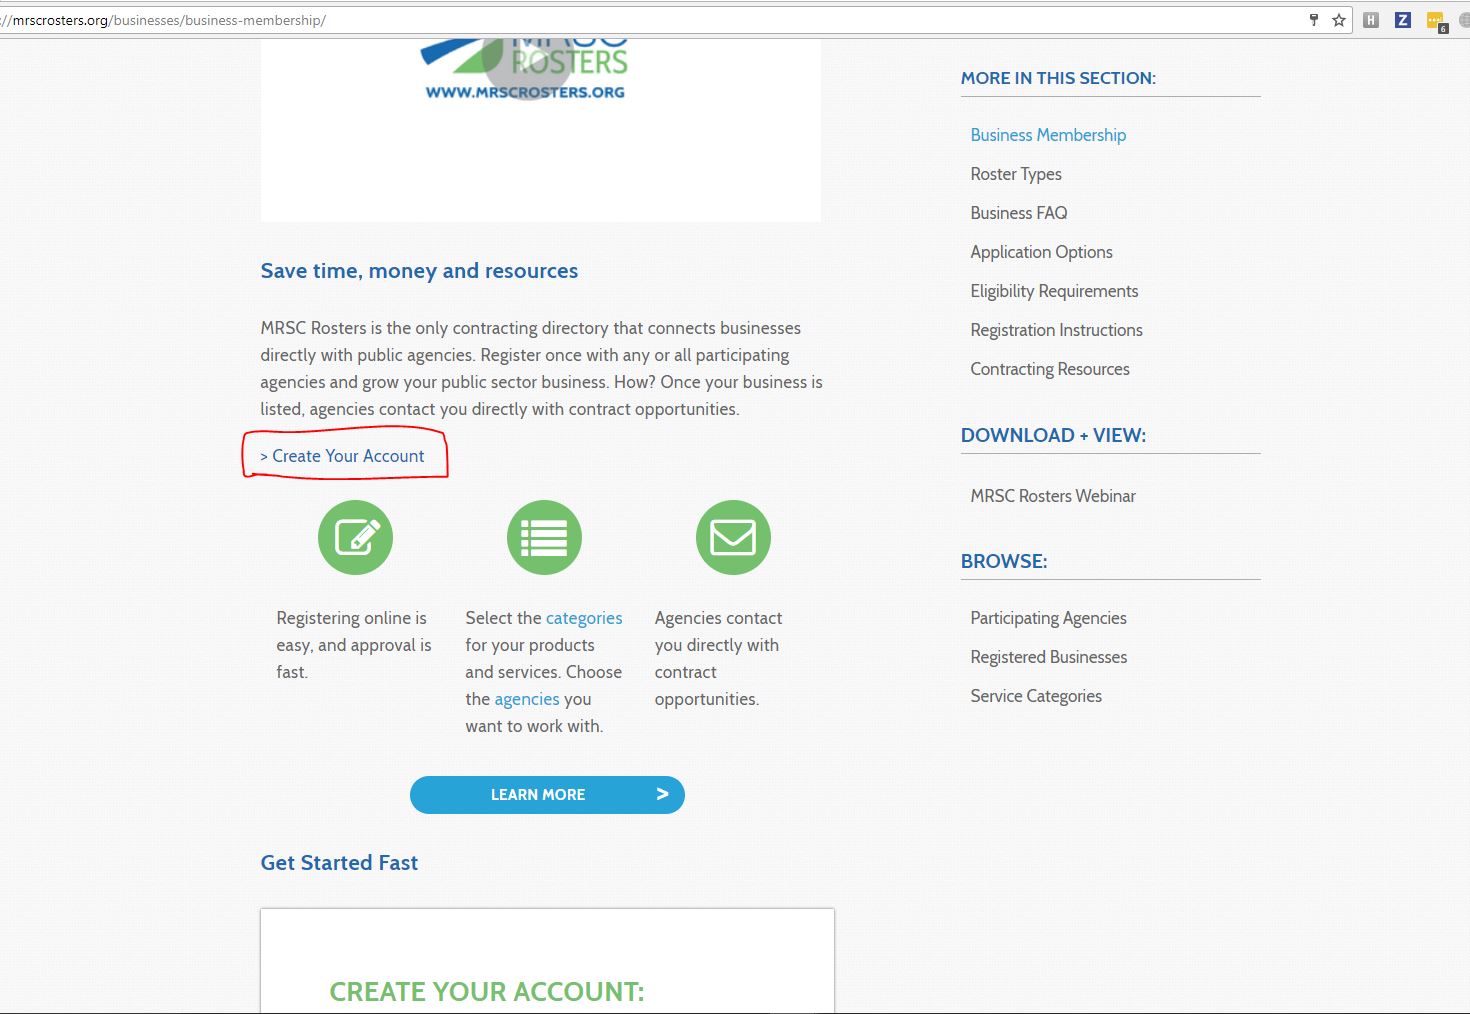 ://mrscrosters.org/businesses/business-membership/
H
Z
6
MRSC
ROSTERS
WWW.MRSCROSTERS.ORG
Save time, money and resources
MRSC Rosters is the only contracting directory that connects businesses
directly with public agencies. Register once with any or all participating
agencies and grow your public sector business. How? Once your business is
listed, agencies contact you directly with contract opportunities.
> Create Your Account
Registering online is
easy, and approval is
fast.
Select the categories
for your products
and services. Choose
the agencies you
want to work with.
Agencies contact
you directly with
contract
opportunities.
LEARN MORE >
Get Started Fast
CREATE YOUR ACCOUNT:
MORE IN THIS SECTION:
Business Membership
Roster Types
Business FAQ
Application Options
Eligibility Requirements
Registration Instructions
Contracting Resources
DOWNLOAD + VIEW:
MRSC Rosters Webinar
BROWSE:
Participating Agencies
Registered Businesses
Service Categories